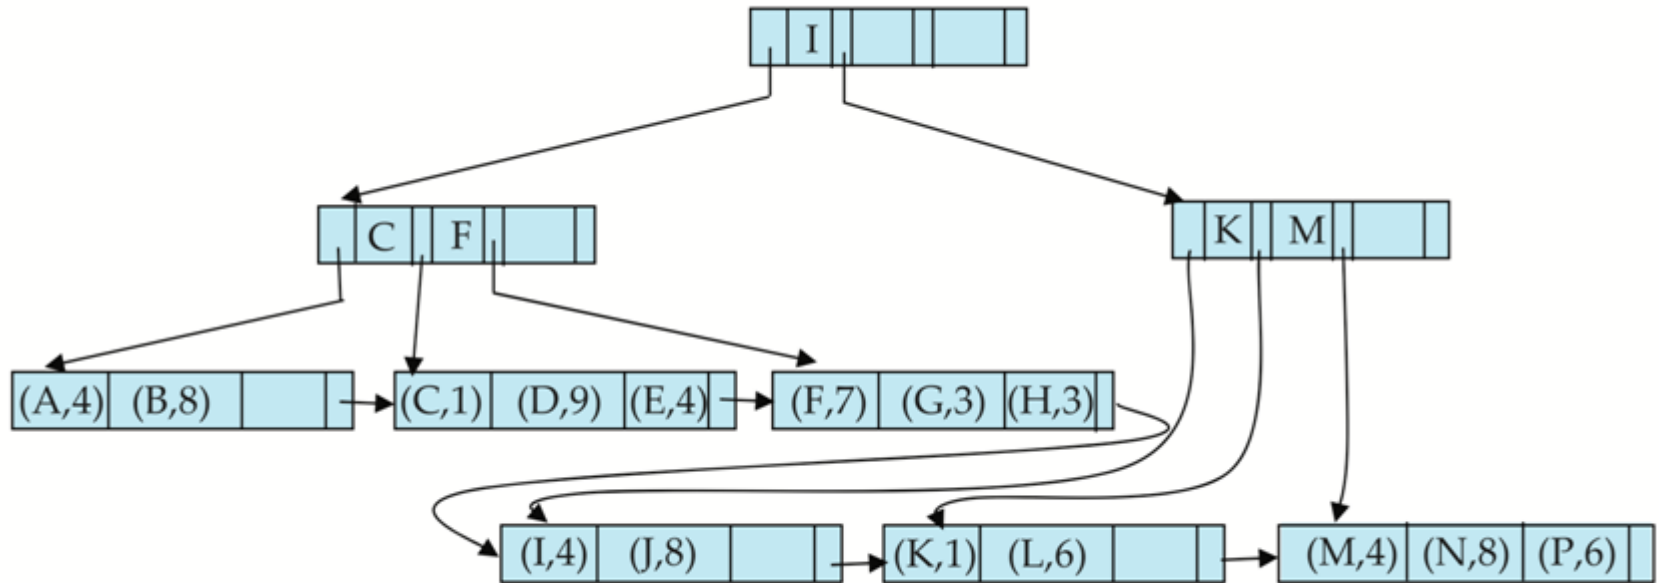 I
C F K M
(A,4) (B,8) (C,1) (D,9) (E,4) (F,7) (G,3) (H,3)
(I,4) (J,8) (K,1) (L,6) (M,4) (N,8) (P,6)